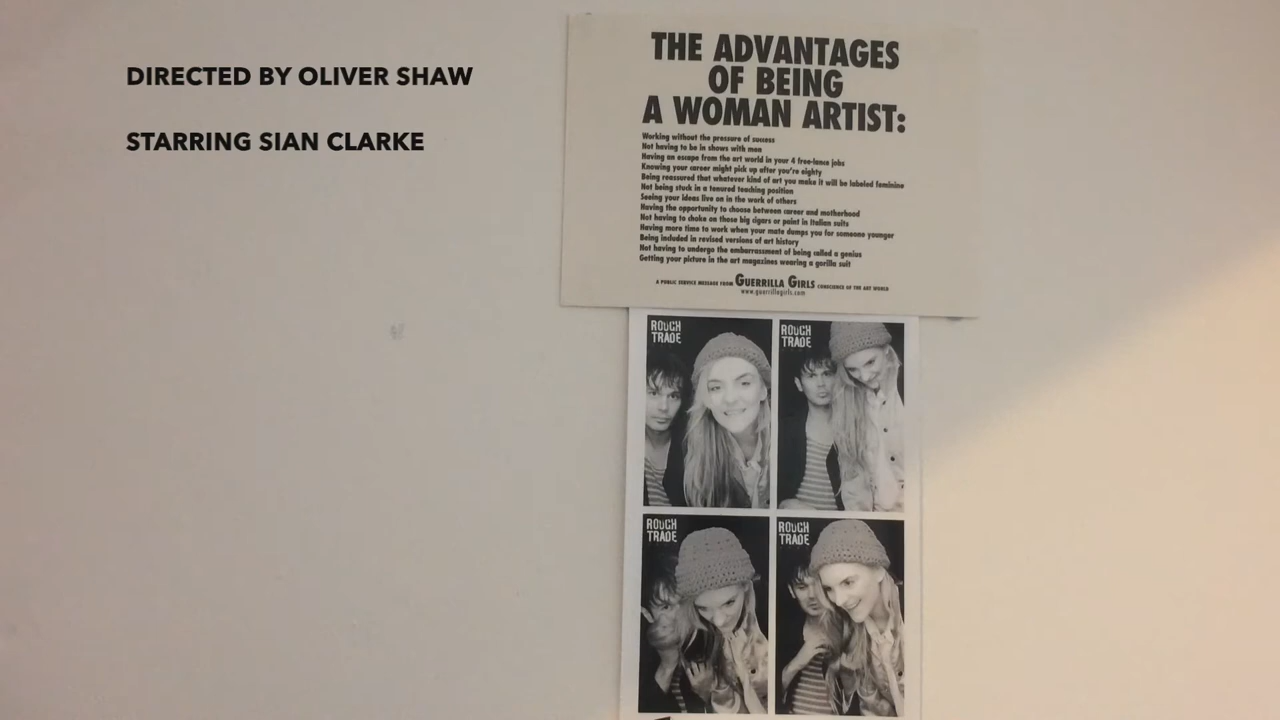 DIRECTED BY OLIVER SHAW
STARRING SIAN CLARKE
THE ADVANTAGES
OF BEING
A WOMAN ARTIST:
Working without the pressure of success
Not having to be in shows with men
Having an escape from the art world in your 4 free-lance jobs
Knowing your career might pick up after you're eighty
Being reassured that whatever kind of art you make it will be labeled feminine
Not being stuck in a tenured teaching position
Seeing your ideas live on in the work of others
Having the opportunity to choose between career and motherhood
Not having to choke on those big cigars or paint in Italian suits
Having more time to work when your mate dumps you for someone younger
Being included in revised versions of art history
Not having to undergo the embarrassment of being called a genius
Getting your picture in the art magazines wearing a gorilla suit
A PUBLIC SERVICE MESSAGE FROM GUERRILLA GIRLS CONSCIENCE OF THE ART WORLD
www.guerrillagirls.com
ROUGH
TRADE
ROUGH
TRADE
ROUGH
TRADE
ROUGH
TRADE